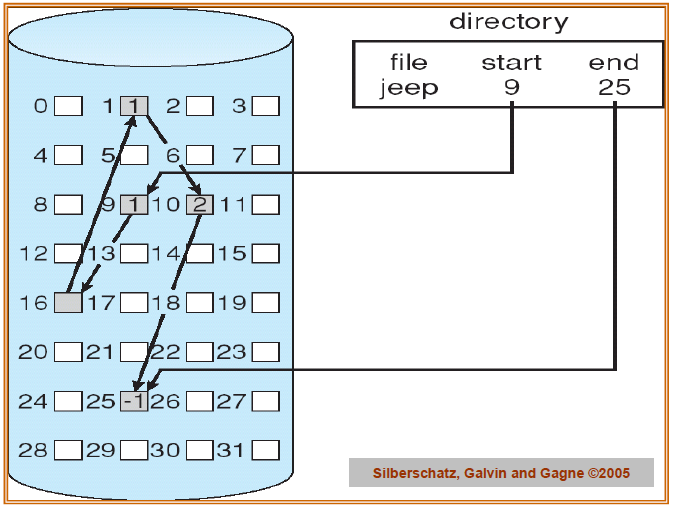 directory
file start end
jeep 9 25
0 1 1 2 3
4 5 6 7
8 9 1 10 2 11
12 13 14 15
16 17 18 19
20 21 22 23
24 25 -1 26 27
28 29 30 31
Silberschatz, Galvin and Gagne ©2005